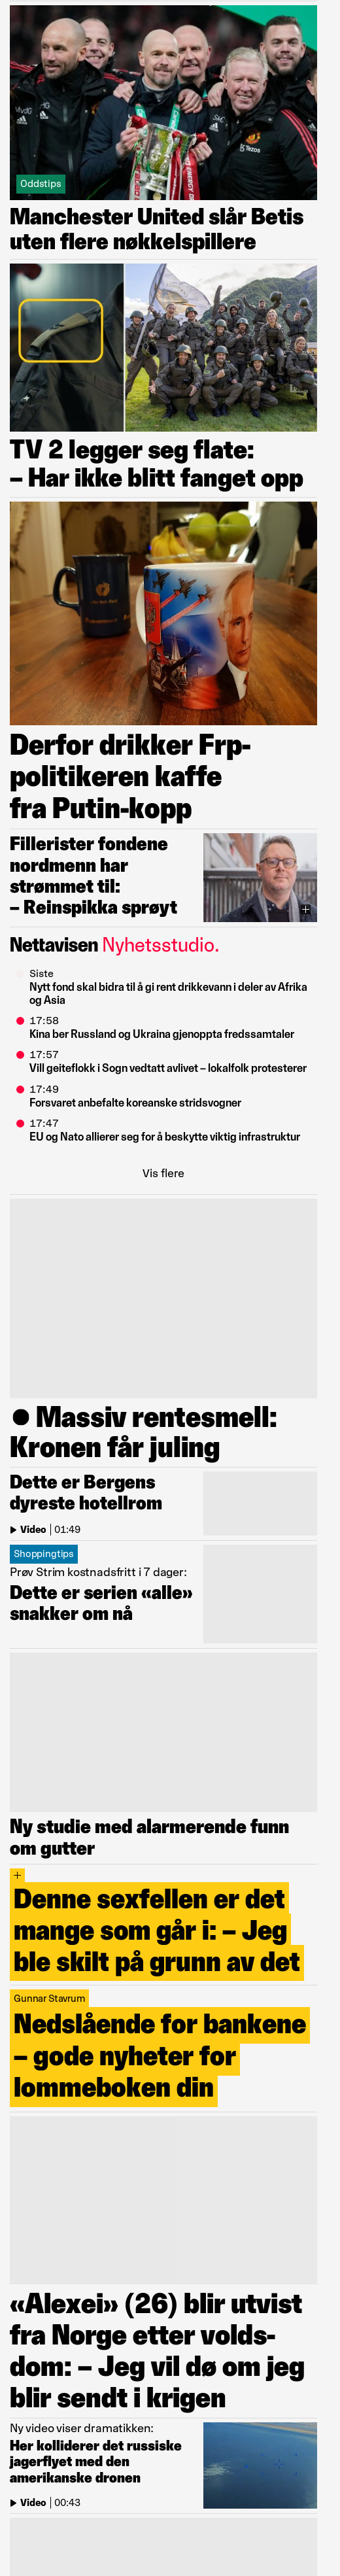 Oddstips
Manchester United slår Betis
uten flere nøkkelspillere
TV 2 legger seg flate:
– Har ikke blitt fanget opp
Derfor drikker Frp-
politikeren kaffe
fra Putin-kopp
Fillerister fondene
nordmenn har
strømmet til:
– Reinspikka sprøyt
Nettavisen Nyhetsstudio.
Siste
Nytt fond skal bidra til å gi rent drikkevann i deler av Afrika
og Asia
17:58
Kina ber Russland og Ukraina gjenoppta fredssamtaler
17:57
Vill geiteflokk i Sogn vedtatt avlivet – lokalfolk protesterer
17:49
Forsvaret anbefalte koreanske stridsvogner
17:47
EU og Nato allierer seg for å beskytte viktig infrastruktur
Vis flere
Massiv rentesmell:
Kronen får juling
Dette er Bergens
dyreste hotellrom
Video | 01:49
Shoppingtips
Prøv Strim kostnadsfritt i 7 dager:
Dette er serien «alle»
snakker om nå
Ny studie med alarmerende funn
om gutter
+
Denne sexfellen er det
mange som går i: – Jeg
ble skilt på grunn av det
Gunnar Stavrum
Nedslående for bankene
– gode nyheter for
lommeboken din
«Alexei» (26) blir utvist
fra Norge etter volds-
dom: – Jeg vil dø om jeg
blir sendt i krigen
Ny video viser dramatikken:
Her kolliderer det russiske
jagerflyet med den
amerikanske dronen
Video | 00:43